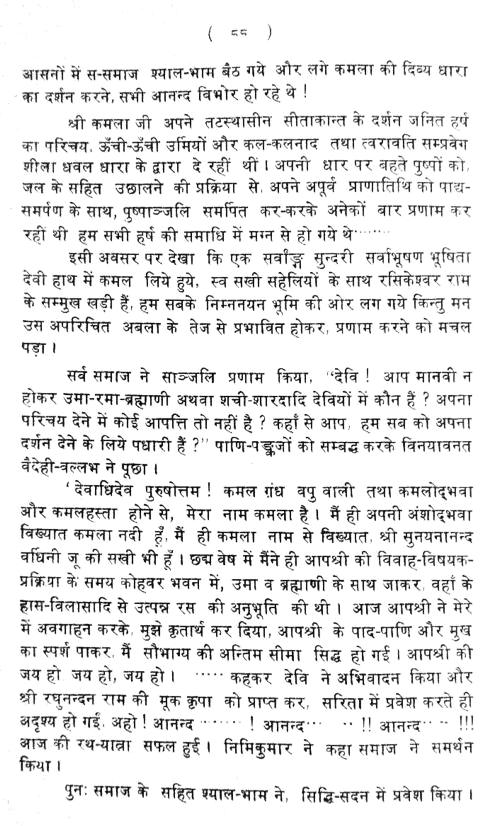 ( ८८ )
आसनों में स-समाज श्याल-भाम बैठ गये और लगे कमला की दिव्य धारा
का दर्शन करने, सभी आनन्द विभोर हो रहे थे !
श्री कमला जी अपने तटस्थासीन सीताकान्त के दर्शन जनित हर्ष
का परिचय, ऊँची-ऊँची उर्मियों और कल-कलनाद तथा त्वरावति सम्प्रवेग
शीला धवल धारा के द्वारा दे रहीं थीं । अपनी धार पर बहते पुष्पों को,
जल के सहित उछालने की प्रक्रिया से, अपने अपूर्व प्राणातिथि को पाद्य-
समर्पण के साथ, पुष्पाञ्जलि समर्पित कर-करके अनेकों बार प्रणाम कर
रहीं थी हम सभी हर्ष की समाधि में मग्न से हो गये थे········
इसी अवसर पर देखा कि एक सर्वाङ्ग सुन्दरी सर्वाभूषण भूषिता
देवी हाथ में कमल लिये हुये, स्व सखी सहेलियों के साथ रसिकेश्वर राम
के सम्मुख खड़ी हैं, हम सबके निम्ननयन भूमि की ओर लग गये किन्तु मन
उस अपरिचित अबला के तेज से प्रभावित होकर, प्रणाम करने को मचल
पड़ा ।
सर्व समाज ने साञ्जलि प्रणाम किया, "देवि ! आप मानवी न
होकर उमा-रमा-ब्रह्माणी अथवा शची-शारदादि देवियों में कौन हैं ? अपना
परिचय देने में कोई आपत्ति तो नहीं है ? कहाँ से आप, हम सब को अपना
दर्शन देने के लिये पधारी हैं ?" पाणि-पङ्कजों को सम्बद्ध करके विनयावनत
वैदेही-वल्लभ ने पूछा ।
'देवाधिदेव पुरुषोत्तम ! कमल गंध वपु वाली तथा कमलोद्भवा
और कमलहस्ता होने से, मेरा नाम कमला है । मैं ही अपनी अंशोद्भवा
विख्यात कमला नदी हूँ, मैं ही कमला नाम से विख्यात, श्री सुनयनानन्द
वर्धिनी जू की सखी भी हूँ । छद्म वेष में मैंने ही आपश्री की विवाह-विषयक-
प्रक्रिया के समय कोहवर भवन में, उमा व ब्रह्माणी के साथ जाकर, वहाँ के
हास-विलासादि से उत्पन्न रस की अनुभूति की थी । आज आपश्री ने मेरे
में अवगाहन करके, मुझे कृतार्थ कर दिया, आपश्री के पाद-पाणि और मुख
का स्पर्श पाकर, मैं सौभाग्य की अन्तिम सीमा सिद्ध हो गई । आपश्री की
जय हो जय हो, जय हो । ····· कहकर देवि ने अभिवादन किया और
श्री रघुनन्दन राम की मूक कृपा को प्राप्त कर, सरिता में प्रवेश करते ही
अदृश्य हो गईं, अहो ! आनन्द ······· ! आनन्द··· ·· !! आनन्द·· ·· !!!
आज की रथ-यात्रा सफल हुई । निमिकुमार ने कहा समाज ने समर्थन
किया ।
पुनः समाज के सहित श्याल-भाम ने, सिद्धि-सदन में प्रवेश किया ।